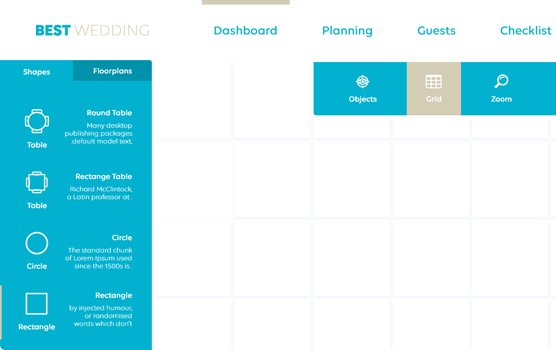 BEST WEDDING
Dashboard
Planning
Guests
Checklist
Shapes
Floorplans
Objects
Grid
Zoom
Round Table
Many desktop
publishing packages
.default model text,
Table
Rectange Table
Richard McClintock,
a Latin professor at .
Table
Circle
The standard chunk
of Lorem Ipsum used
since the 1500s is .
Circle
Rectangle
by injected humour,
or randomised
words which don't
Rectangle